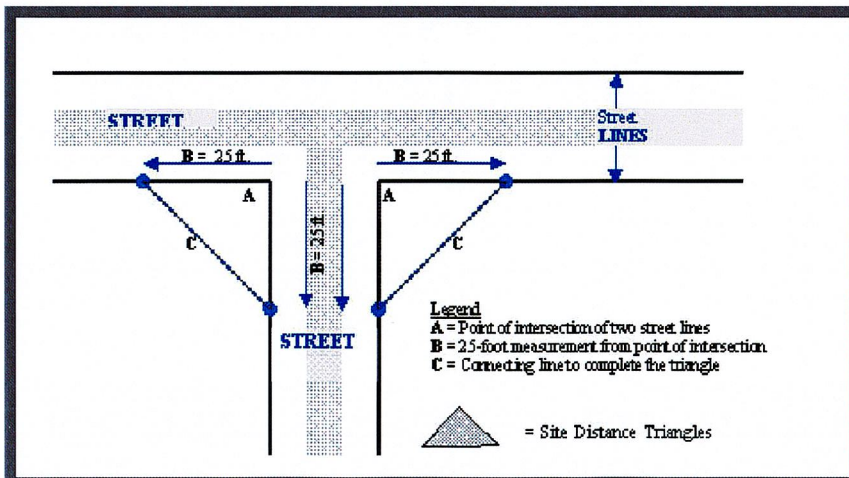 STREET
Street
LINES
B = 25 ft.
B = 25 ft.
A
A
B = 25 ft.
C
C
STREET
Legend
A = Point of intersection of two street lines
B = 25-foot measurement from point of intersection
C = Connecting line to complete the triangle
= Site Distance Triangles